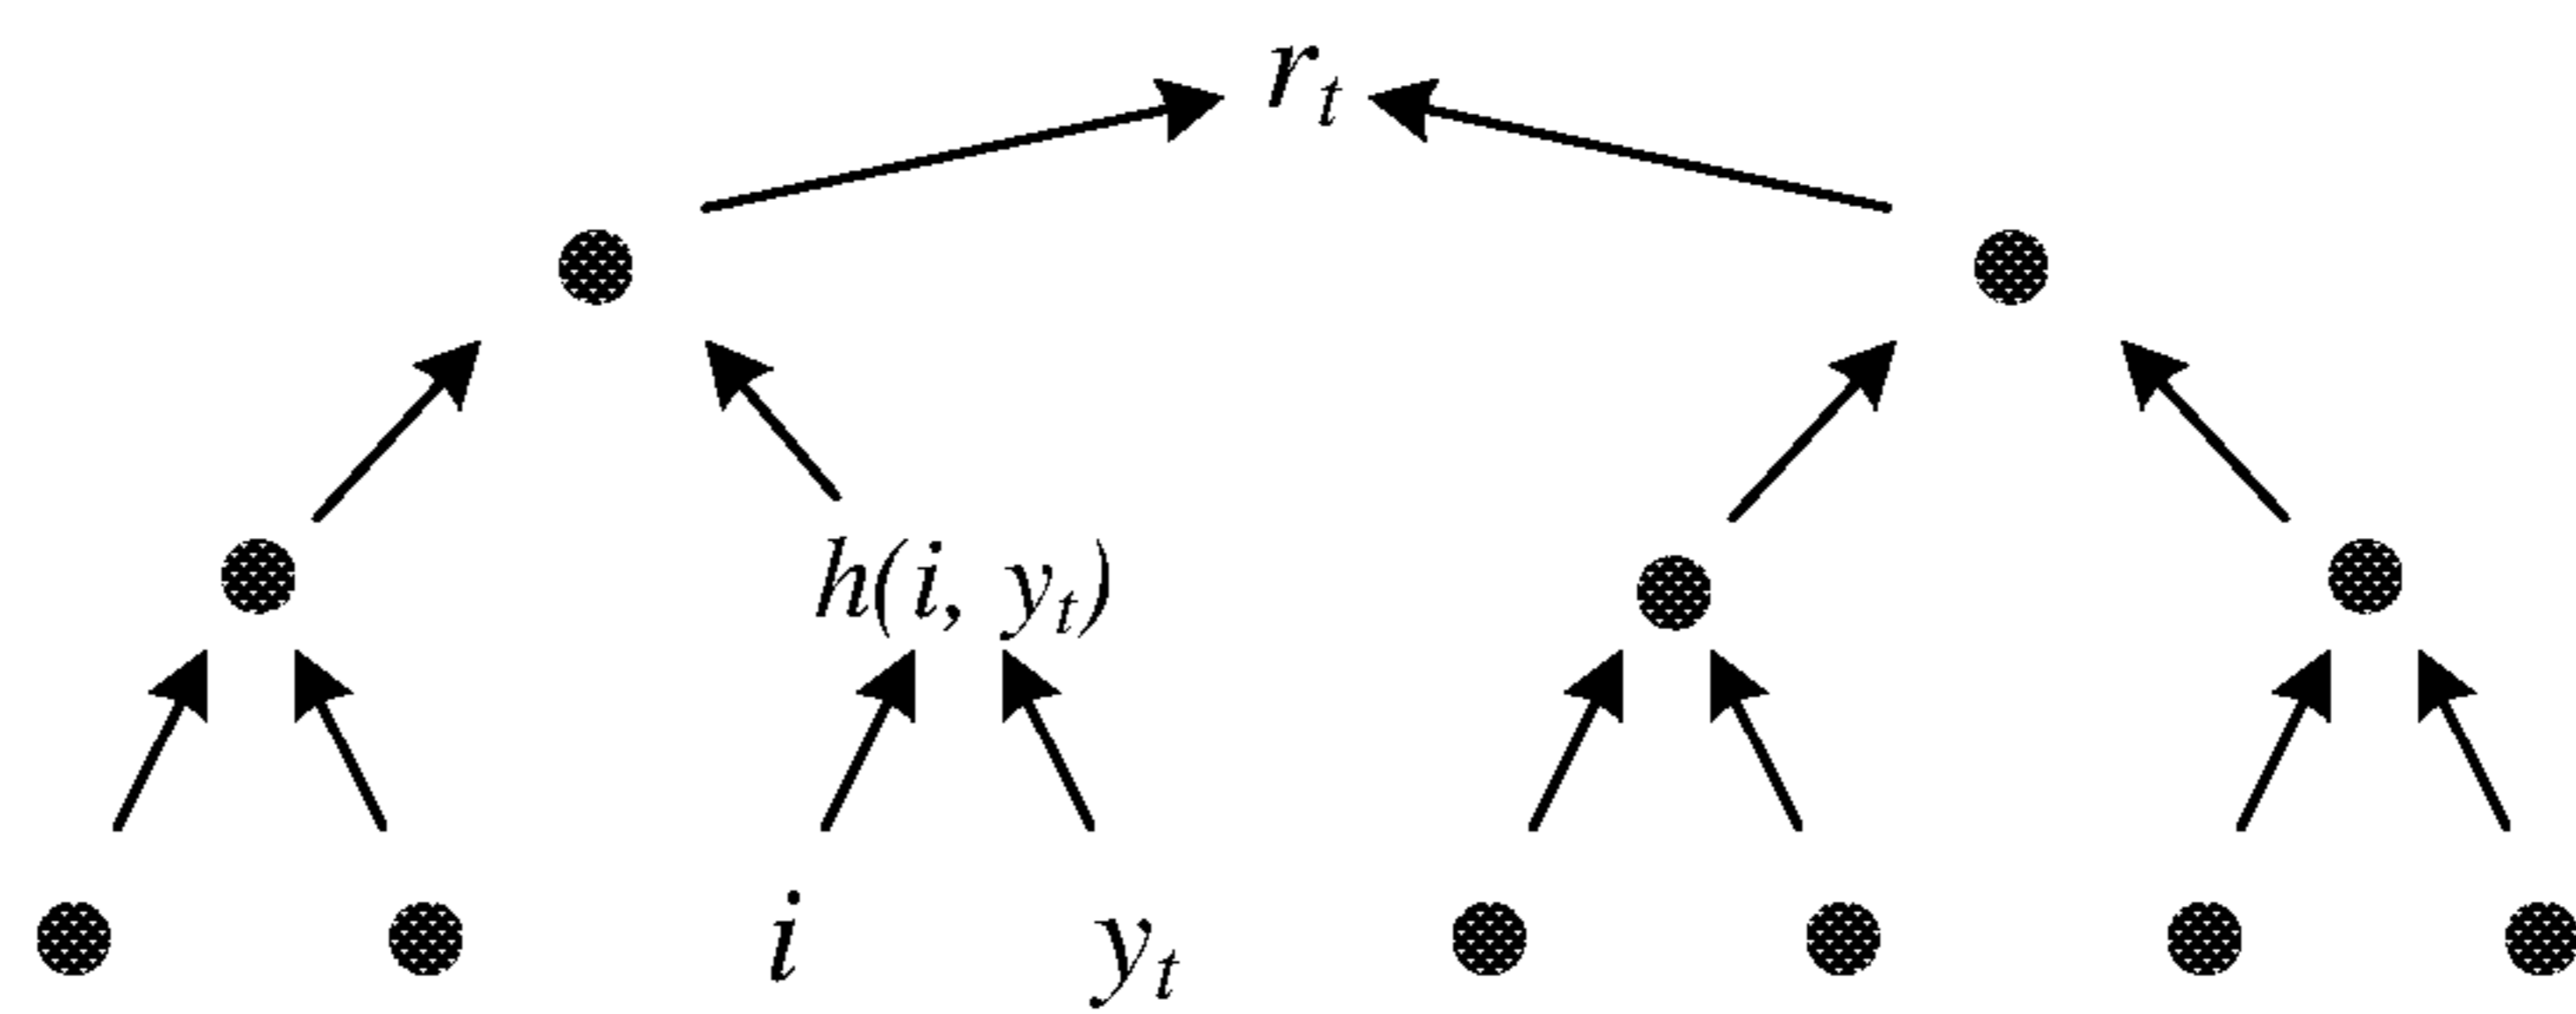 r_t
h(i, y_t)
i y_t